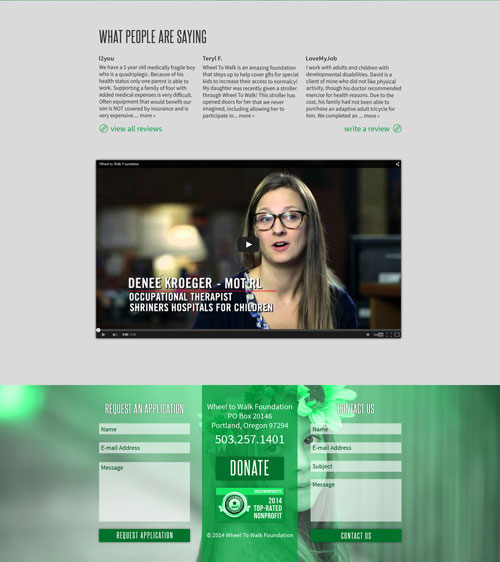 WHAT PEOPLE ARE SAYING
l2you
We have a 5 year old medically fragile boy
who is a quadriplegic. Because of his
health status only one parent is able to
work. Supporting a family of four with
added medical expenses is very difficult.
Often equipment that would benefit our
son is NOT covered by insurance and is
very expensive.... more »
Teryl F.
Wheel To Walk is an amazing foundation
that steps up to help cover gfts for special
kids to increase their access to normalcy!
My daughter was recently given a stroller
through Wheel To Walk! This stroller has
opened doors for her that we never
imagined, including allowing her to
participate in... more »
LoveMyJob
I work with adults and children with
developmental disabilities. David is a
client of mine who did not like physical
activity, though his doctor recommended
exercise for health reasons. Due to the
cost, his family had not been able to
purchase an adaptive adult tricycle for
him. We completed an ... more »
view all reviews
write a review
Wheel to Walk Foundation
DENEE KROEGER - MOT.RL
OCCUPATIONAL THERAPIST
SHRINERS HOSPITALS FOR CHILDREN
REQUEST AN APPLICATION
Name
E-mail Address
Message
REQUEST APPLICATION
Wheel to Walk Foundation
PO Box 20146
Portland, Oregon 97294
503.257.1401
DONATE
GREATNONPROFITS
2014
TOP-RATED
NONPROFIT
© 2014 Wheel To Walk Foundation
CONTACT US
Name
E-mail Address
Subject
Message
CONTACT US